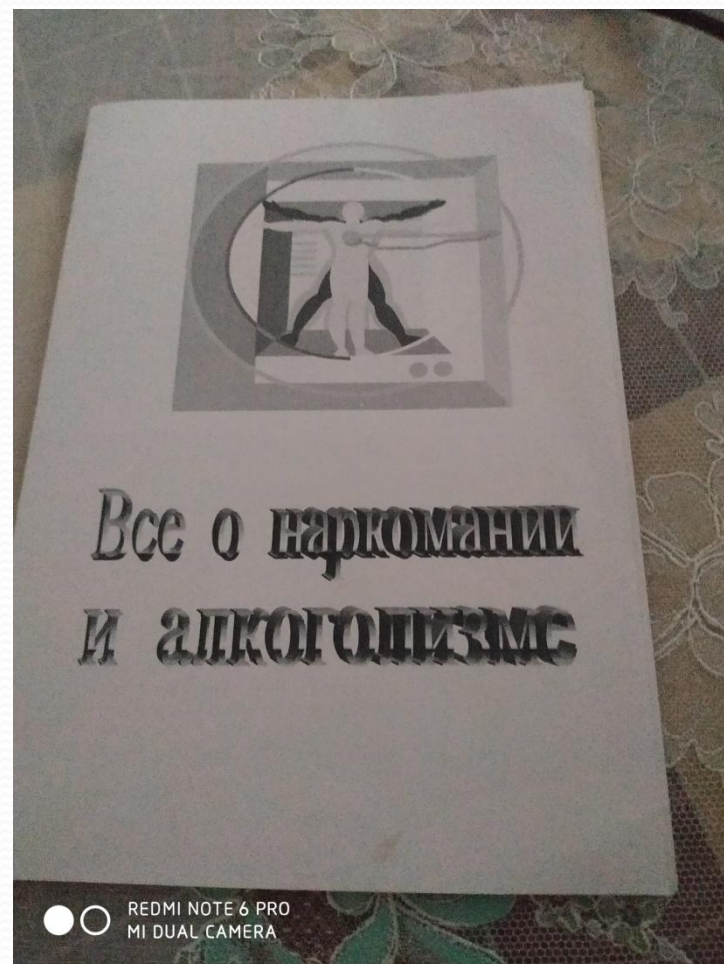 Все о наркомании
и алкоголизме
REDMI NOTE 6 PRO
MI DUAL CAMERA